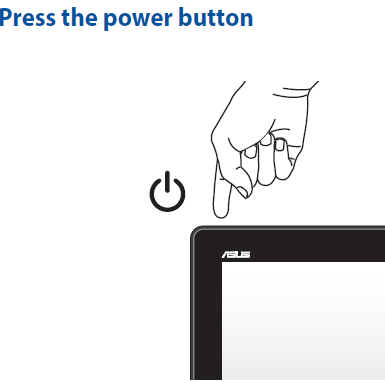 Press the power button
ASUS